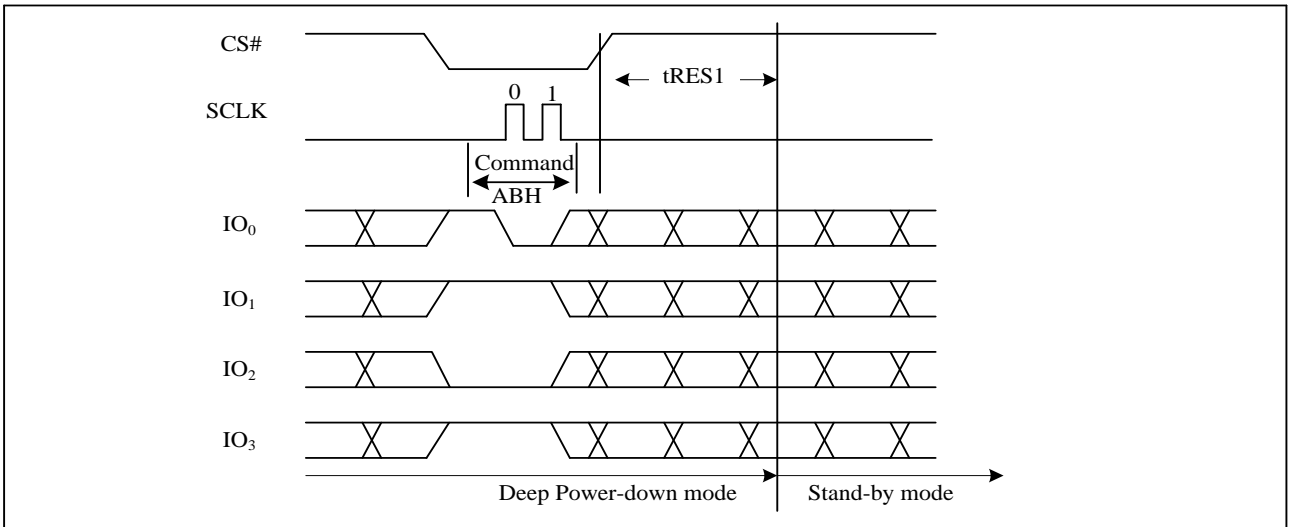 CS#
tRES1
SCLK
0 1
Command
ABH
IO0
IO1
IO2
IO3
Deep Power-down mode
Stand-by mode